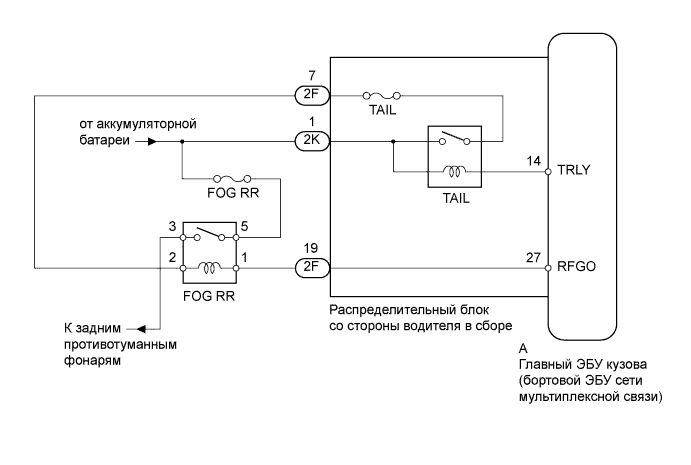 7
2F
TAIL
от аккумуляторной
батареи
1
2K
14
TRLY
TAIL
FOG RR
3
5
2
1
FOG RR
19
2F
27
RFGO
Распределительный блок
со стороны водителя в сборе
К задним
противотуманным
фонарям
A
Главный ЭБУ кузова
(бортовой ЭБУ сети
мультиплексной связи)